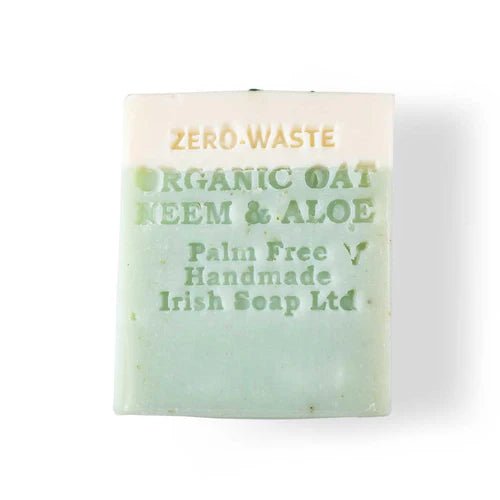 ZERO-WASTE
ORGANIC OAT
NEEM & ALOE
Palm Free V
Handmade
Irish Soap Ltd